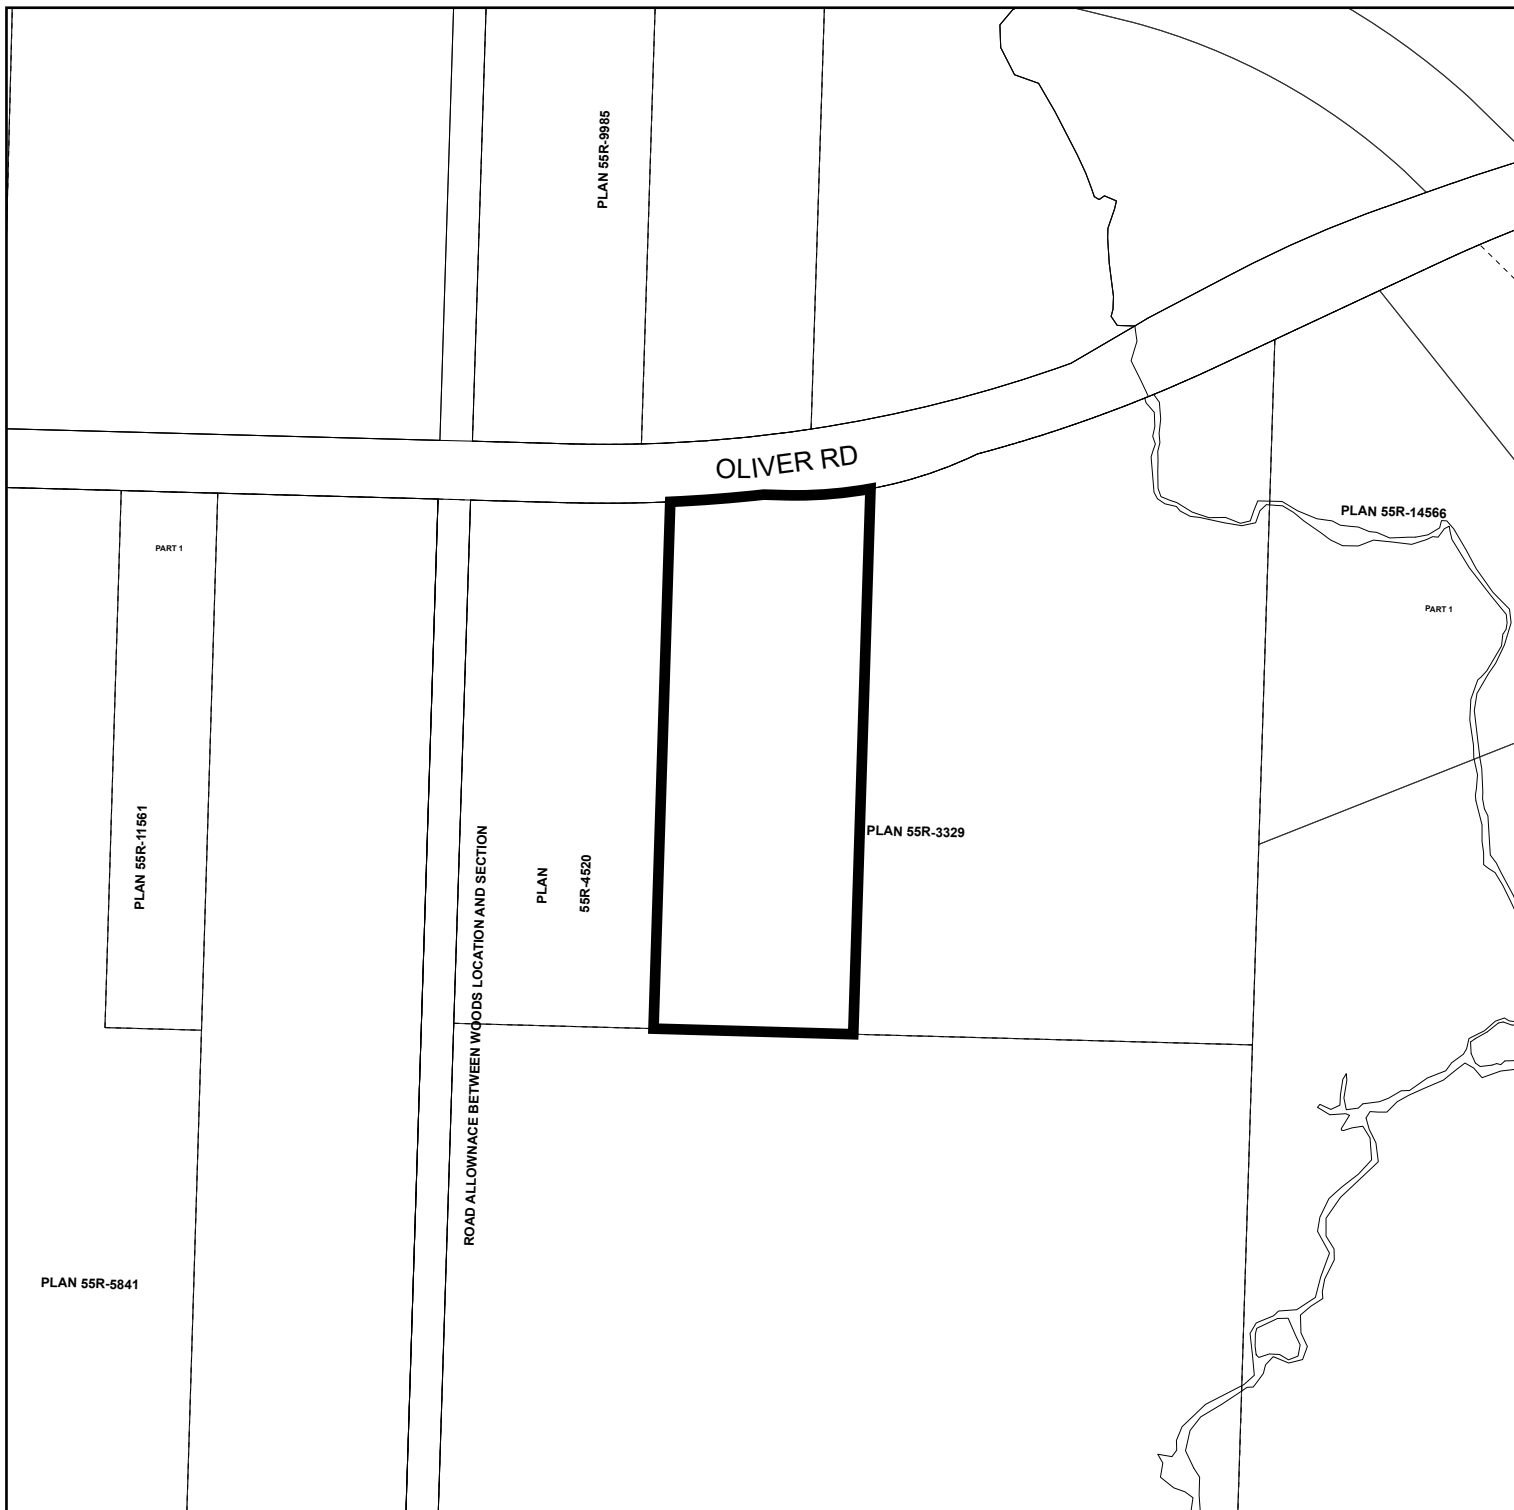 PLAN 55R-9985
OLIVER RD
PLAN 55R-14566
PART 1
PART 1
PLAN 55R-11561
PLAN 55R-3329
PLAN
55R-4520
ROAD ALLOWNACE BETWEEN WOODS LOCATION AND SECTION
PLAN 55R-5841